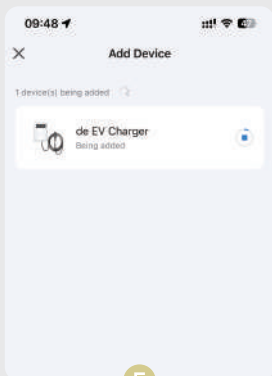 09:48
Add Device
1 device(s) being added
de EV Charger
Being added